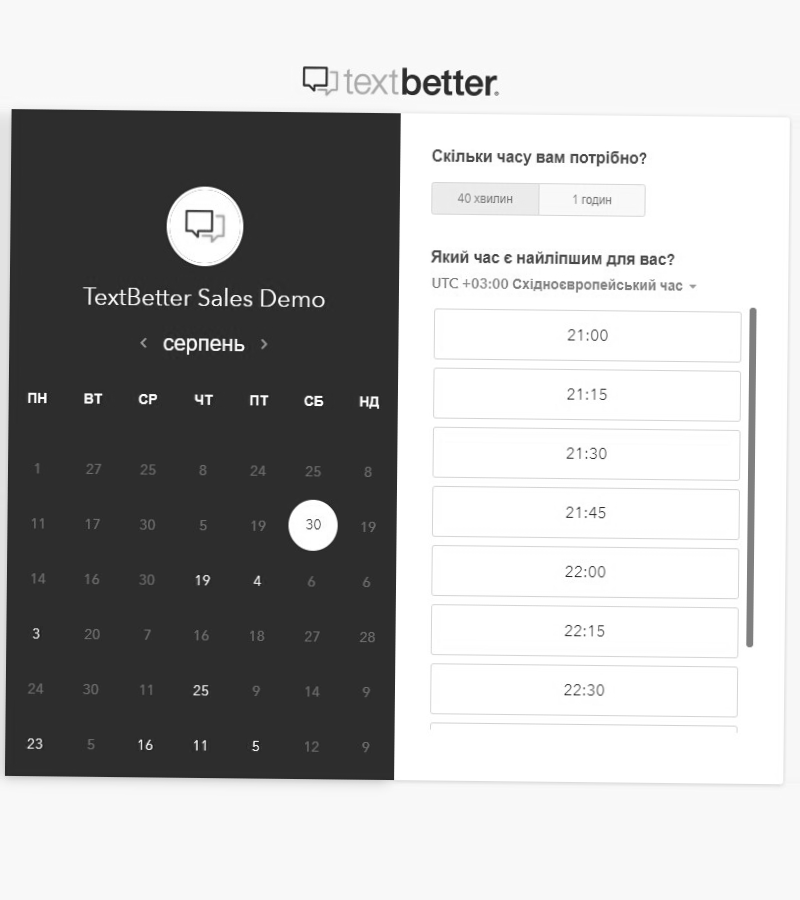 textbetter.
TextBetter Sales Demo
серпень
ПН ВТ СР ЧТ ПТ СБ НД
1 27 25 8 24 25 8
11 17 30 5 19 30 19
14 16 30 19 4 6 6
3 20 7 16 18 27 28
24 30 11 25 9 14 9
23 5 16 11 5 12 9
Скільки часу вам потрібно?
40 хвилин 1 годин
Який час є найліпшим для вас?
UTC +03:00 Східноєвропейський час
21:00
21:15
21:30
21:45
22:00
22:15
22:30